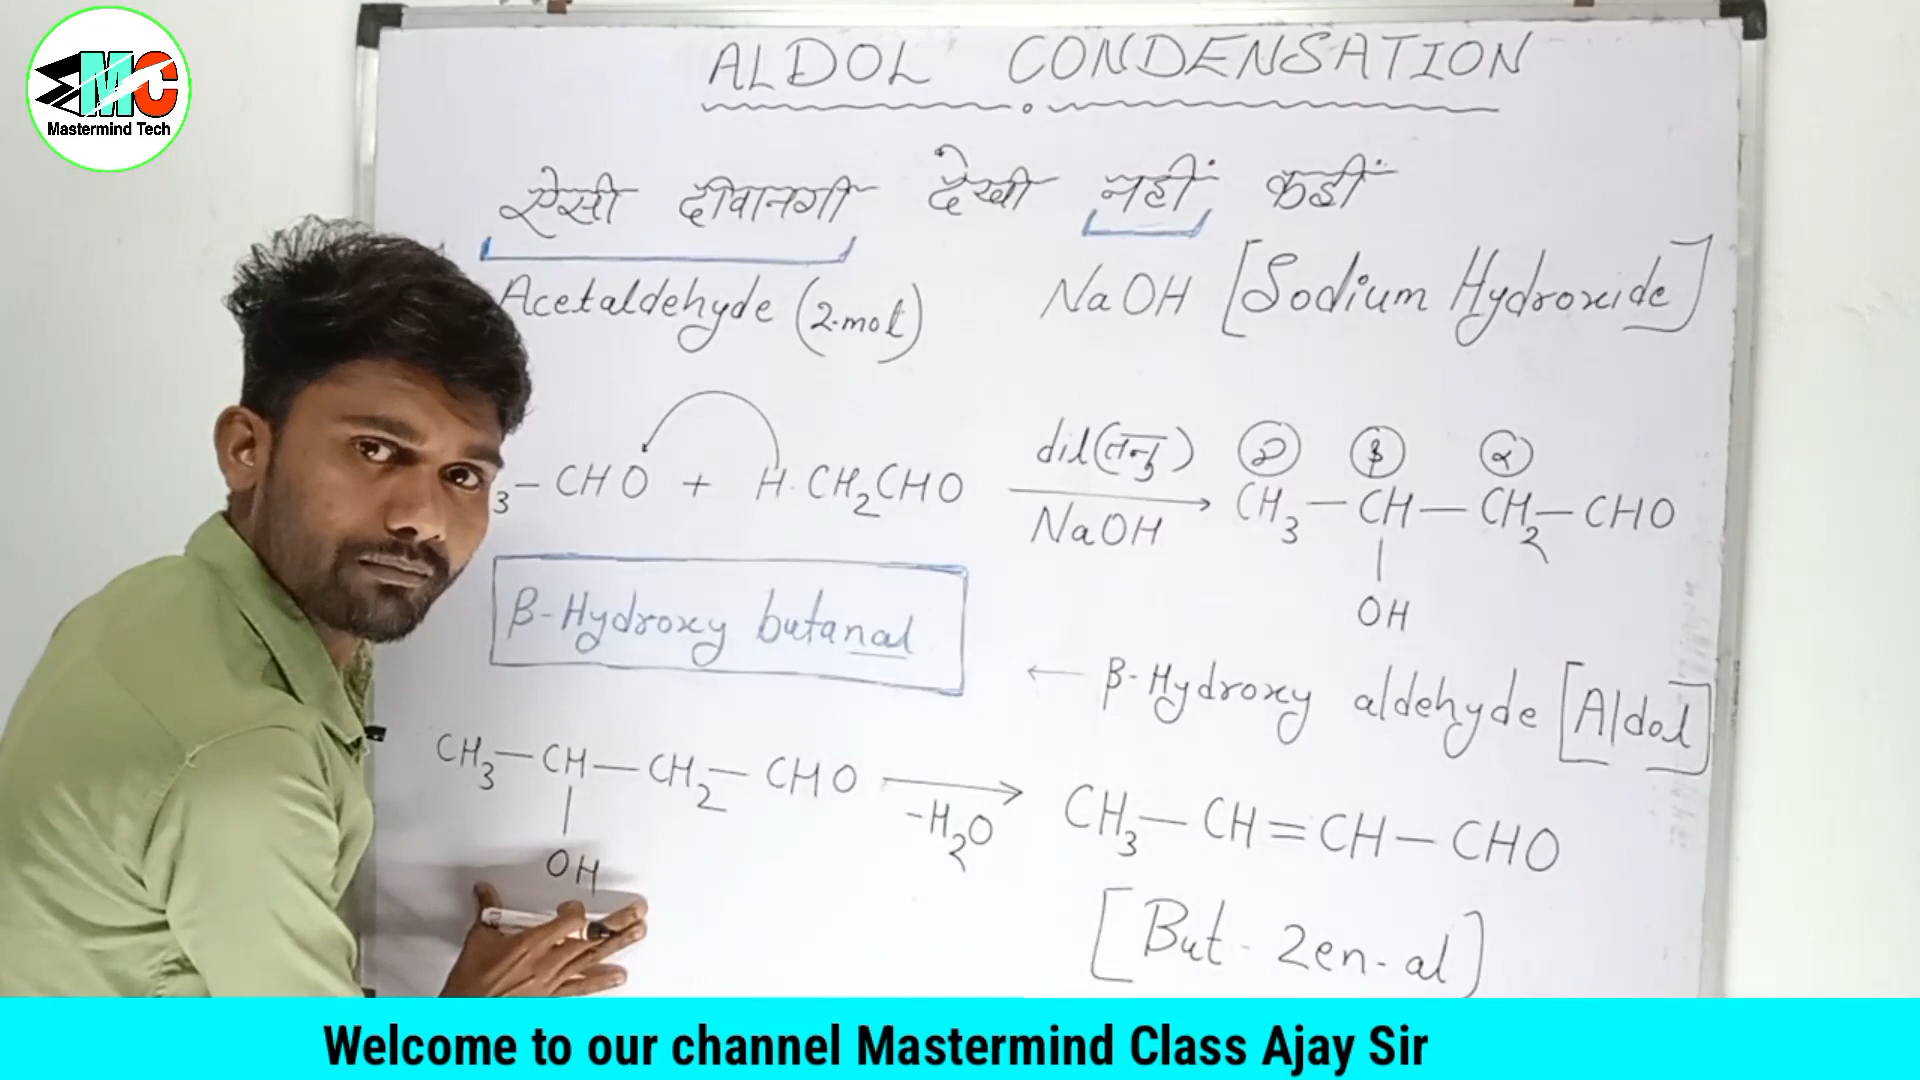 MC
Mastermind Tech
ALDOL CONDENSATION
ऐसी दीवानगी देखी नहीं कहीं
Acetaldehyde (2.mol) NaOH [Sodium Hydroxide]
3-CHO + H.CH2CHO dil(तनु) NaOH → CH3-CH-CH2-CHO
γ β α
OH
β-Hydroxy butanal
← β-Hydroxy aldehyde [Aldol]
CH3-CH-CH2-CHO → -H2O CH3-CH=CH-CHO
OH
[But-2en-al]
Welcome to our channel Mastermind Class Ajay Sir